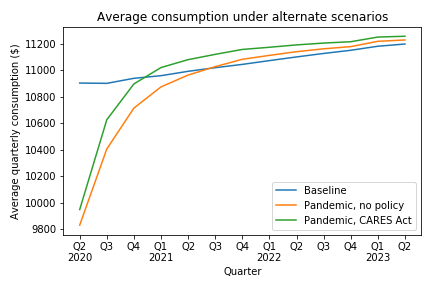 Average consumption under alternate scenarios
Average quarterly consumption ($)
11200
11000
10800
10600
10400
10200
10000
9800
Baseline
Pandemic, no policy
Pandemic, CARES Act
Q2 Q3 Q4 Q1 Q2 Q3 Q4 Q1 Q2 Q3 Q4 Q1 Q2
2020 2021 2022 2023
Quarter